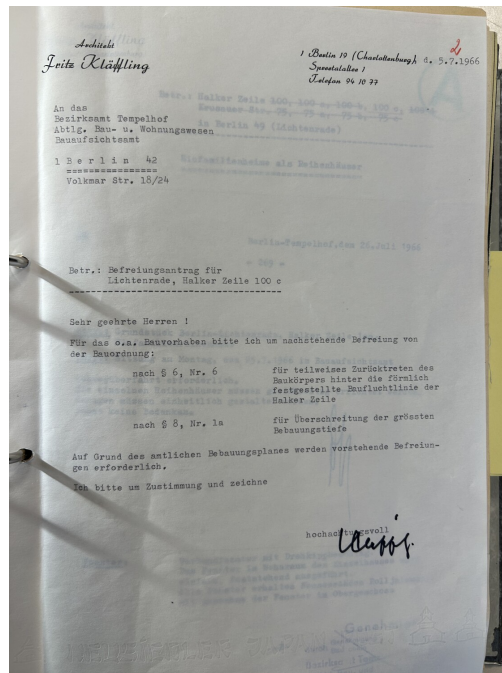 2
Architekt
Fritz Kläffling
1 Berlin 19 (Charlottenburg), d. 5.7.1966
Spreetalallee 1
Telefon 94 10 77
An das
Bezirksamt Tempelhof
Abtlg. Bau- u. Wohnungswesen
Bauaufsichtsamt
1 B e r l i n 42
===============
Volkmar Str. 18/24
Betr.: Befreiungsantrag für
Lichtenrade, Halker Zeile 100 c
Sehr geehrte Herren !
Für das o.a. Bauvorhaben bitte ich um nachstehende Befreiung von
der Bauordnung:
nach § 6, Nr. 6 für teilweises Zurücktreten des
Baukörpers hinter die förmlich
festgestellte Baufluchtlinie der
Halker Zeile
nach § 8, Nr. 1a für Überschreitung der grössten
Bebauungstiefe
Auf Grund des amtlichen Bebauungsplanes werden vorstehende Befreiun-
gen erforderlich.
Ich bitte um Zustimmung und zeichne
hochachtungsvoll